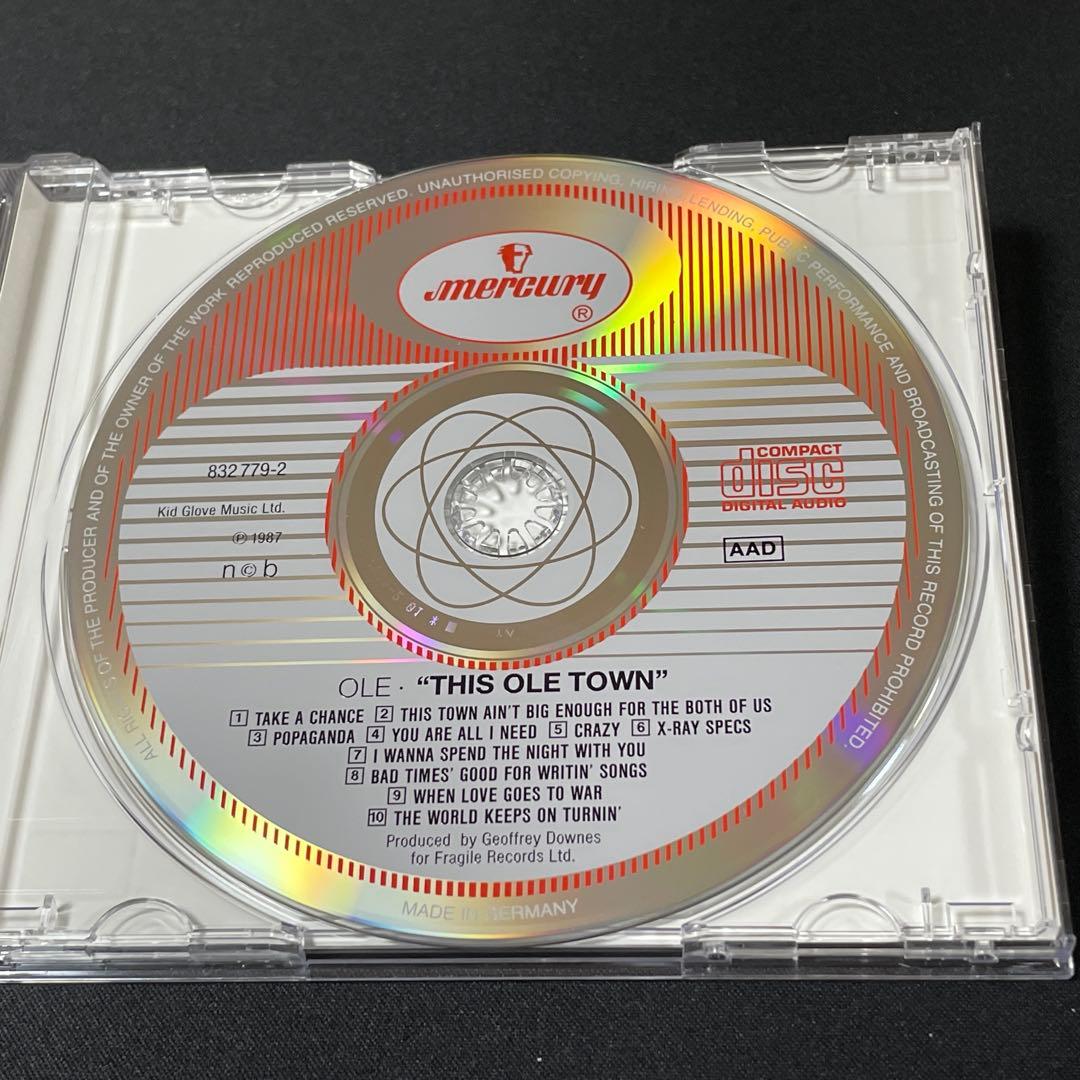 ALL RIGHTS OF THE PRODUCER AND OF THE OWNER OF THE WORK REPRODUCED RESERVED. UNAUTHORISED COPYING, HIRING, LENDING, PUBLIC PERFORMANCE AND BROADCASTING OF THIS RECORD PROHIBITED.
mercury
®
832 779-2
Kid Glove Music Ltd.
℗ 1987
n©b
COMPACT
disc
DIGITAL AUDIO
AAD
OLE · “THIS OLE TOWN”
1 TAKE A CHANCE 2 THIS TOWN AIN'T BIG ENOUGH FOR THE BOTH OF US
3 POPAGANDA 4 YOU ARE ALL I NEED 5 CRAZY 6 X-RAY SPECS
7 I WANNA SPEND THE NIGHT WITH YOU
8 BAD TIMES' GOOD FOR WRITIN' SONGS
9 WHEN LOVE GOES TO WAR
10 THE WORLD KEEPS ON TURNIN'
Produced by Geoffrey Downes
for Fragile Records Ltd.
MADE IN GERMANY